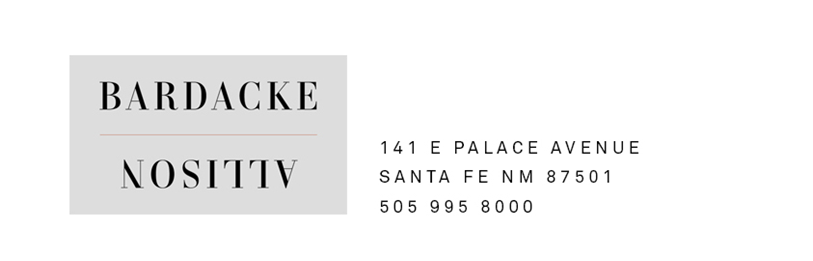 BARDACKE
ALLISON
141 E PALACE AVENUE
SANTA FE NM 87501
505 995 8000